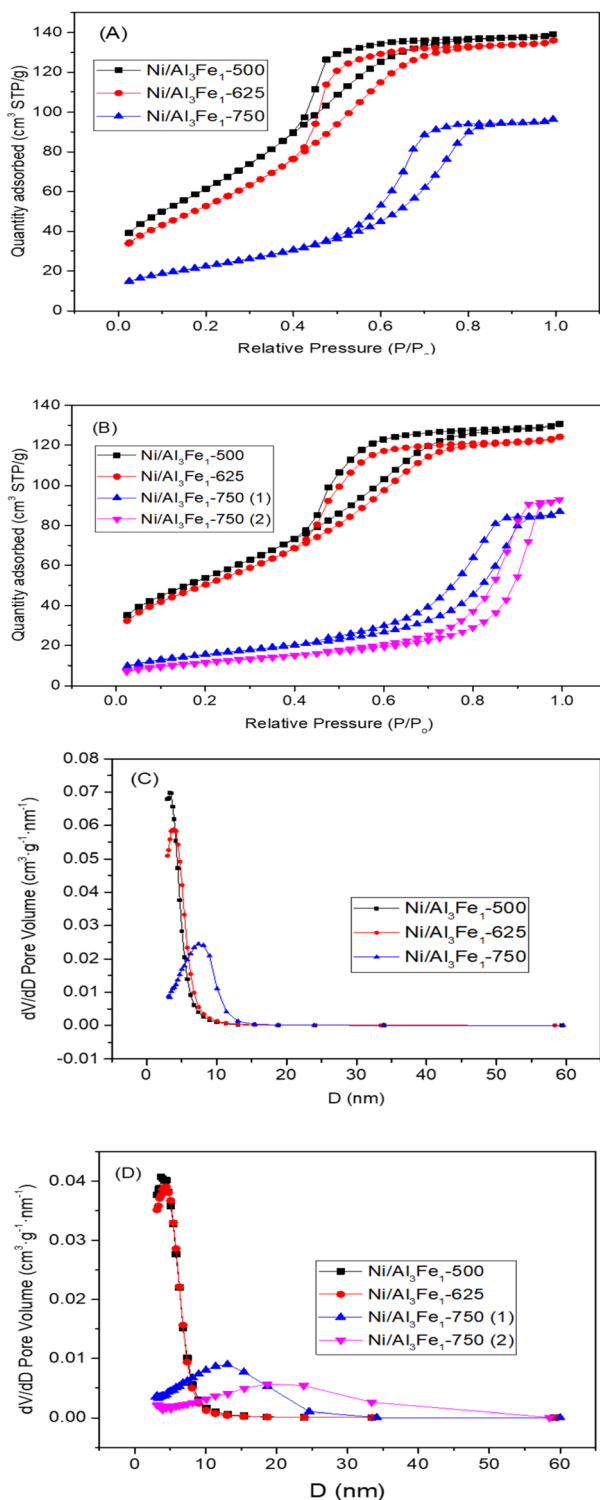 (A)
Ni/Al₃Fe₁-500
Ni/Al₃Fe₁-625
Ni/Al₃Fe₁-750
Quantity adsorbed (cm³ STP/g)
140
120
100
80
60
40
20
0
0.0 0.2 0.4 0.6 0.8 1.0
Relative Pressure (P/Pₒ)
(B)
Ni/Al₃Fe₁-500
Ni/Al₃Fe₁-625
Ni/Al₃Fe₁-750 (1)
Ni/Al₃Fe₁-750 (2)
Quantity adsorbed (cm³ STP/g)
140
120
100
80
60
40
20
0
0.0 0.2 0.4 0.6 0.8 1.0
Relative Pressure (P/Pₒ)
(C)
Ni/Al₃Fe₁-500
Ni/Al₃Fe₁-625
Ni/Al₃Fe₁-750
dV/dD Pore Volume (cm³·g⁻¹·nm⁻¹)
0.08
0.07
0.06
0.05
0.04
0.03
0.02
0.01
0.00
-0.01
0 10 20 30 40 50 60
D (nm)
(D)
Ni/Al₃Fe₁-500
Ni/Al₃Fe₁-625
Ni/Al₃Fe₁-750 (1)
Ni/Al₃Fe₁-750 (2)
dV/dD Pore Volume (cm³·g⁻¹·nm⁻¹)
0.04
0.03
0.02
0.01
0.00
0 10 20 30 40 50 60
D (nm)